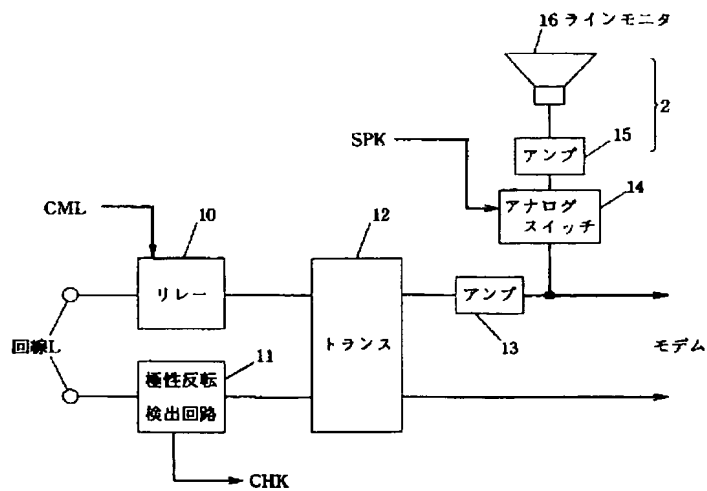 16 ラインモニタ
2
15
SPK
アンプ
14
アナログ
スイッチ
CML
10
12
リレー
アンプ
13
トランス
回線L
モデム
11
極性反転
検出回路
CHK